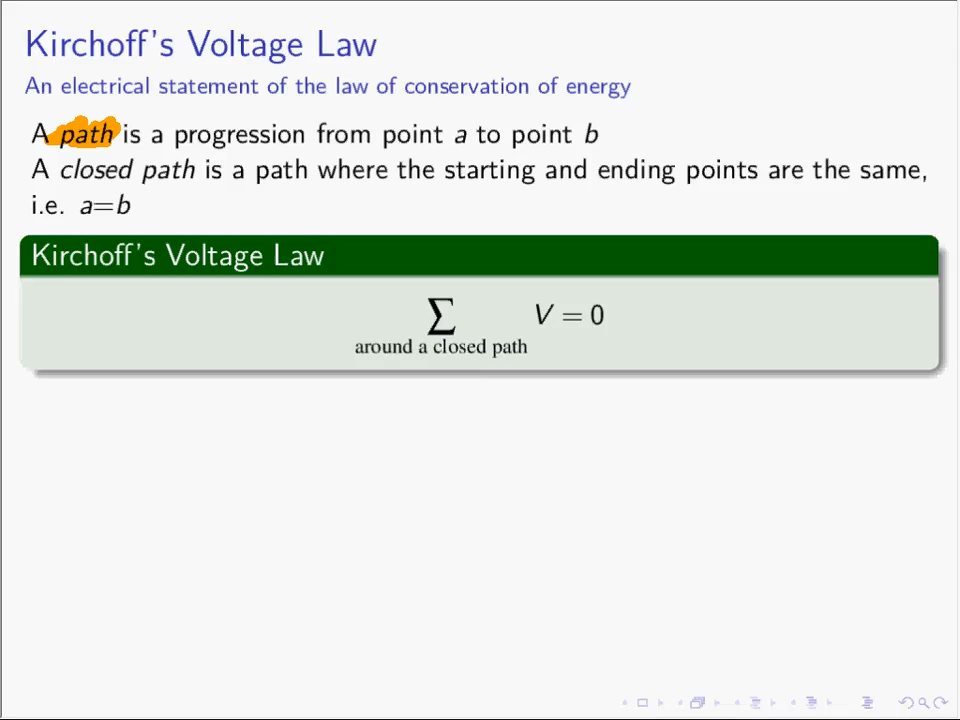 Kirchoff's Voltage Law
An electrical statement of the law of conservation of energy
A path is a progression from point a to point b
A closed path is a path where the starting and ending points are the same,
i.e. a=b
Kirchoff's Voltage Law
∑ V = 0
around a closed path